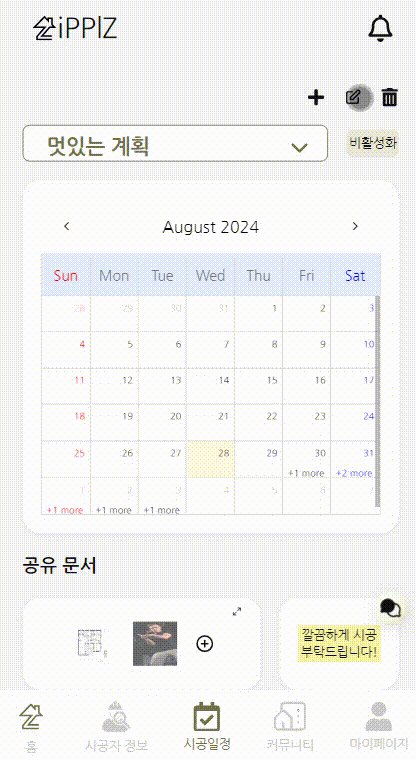 iPPlZ
멋있는 계획
비활성화
August 2024
Sun Mon Tue Wed Thu Fri Sat
28 29 30 31 1 2 3
4 5 6 7 8 9 10
11 12 13 14 15 16 17
18 19 20 21 22 23 24
25 26 27 28 29 30 31
+1 more +2 more
1 2 3 4 5 6 7
+1 more +1 more +1 more
공유 문서
깔끔하게 시공
부탁드립니다!
홈 시공자 정보 시공일정 커뮤니티 마이페이지